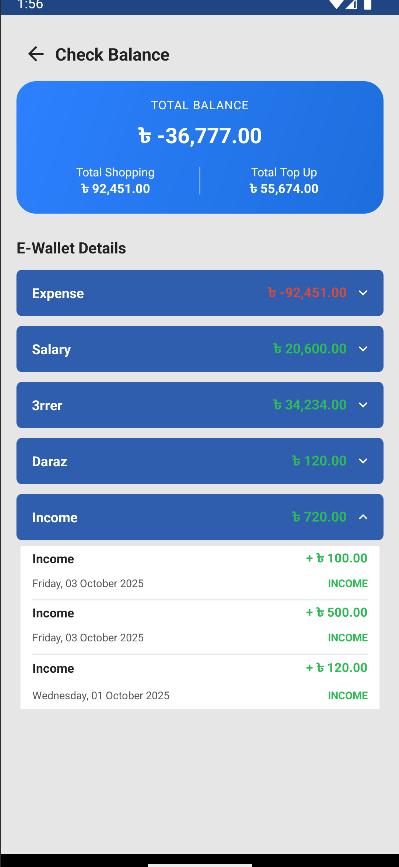 1:56
Check Balance
TOTAL BALANCE
৳ -36,777.00
Total Shopping
৳ 92,451.00
Total Top Up
৳ 55,674.00
E-Wallet Details
Expense ৳ -92,451.00
Salary ৳ 20,600.00
3rrer ৳ 34,234.00
Daraz ৳ 120.00
Income ৳ 720.00
Income + ৳ 100.00
Friday, 03 October 2025 INCOME
Income + ৳ 500.00
Friday, 03 October 2025 INCOME
Income + ৳ 120.00
Wednesday, 01 October 2025 INCOME